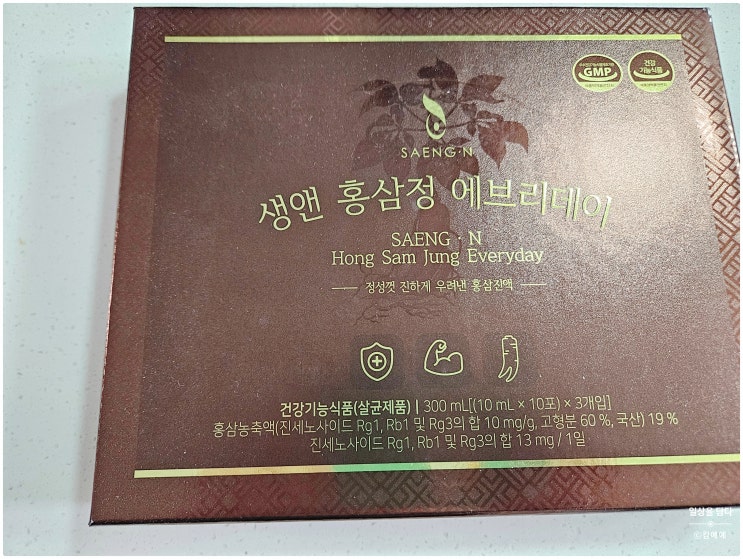 GMP
건강
기능식품
SAENG·N
생앤 홍삼정 에브리데이
SAENG · N
Hong Sam Jung Everyday
정성껏 진하게 우려낸 홍삼진액
건강기능식품(살균제품) | 300 mL[(10 mL × 10포) × 3개입]
홍삼농축액(진세노사이드 Rg1, Rb1 및 Rg3의 합 10 mg/g, 고형분 60 %, 국산) 19 %
진세노사이드 Rg1, Rb1 및 Rg3의 합 13 mg / 1일
일상을 담다